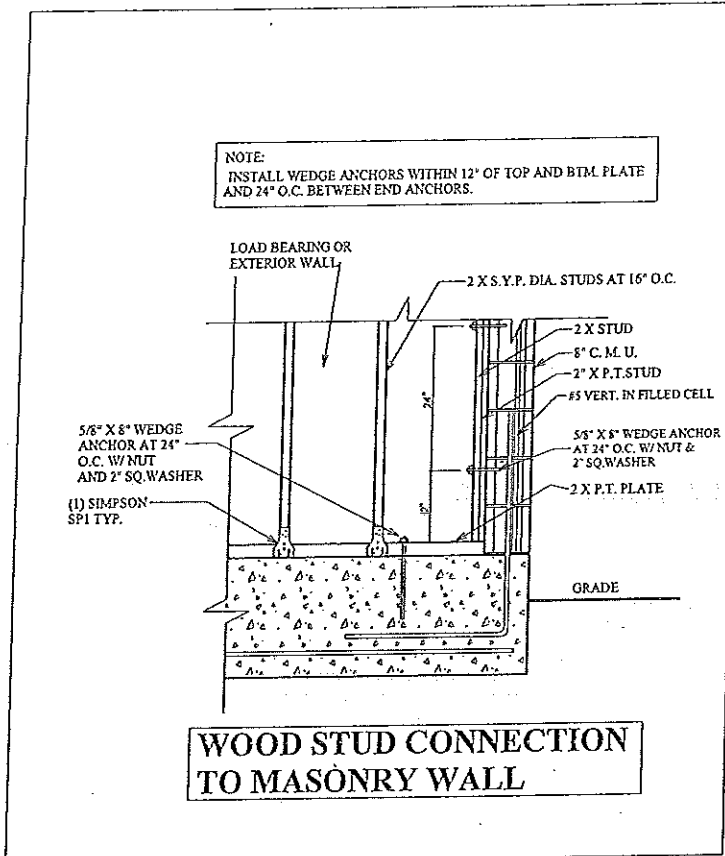 NOTE:
INSTALL WEDGE ANCHORS WITHIN 12" OF TOP AND BTM. PLATE
AND 24" O.C. BETWEEN END ANCHORS.
LOAD BEARING OR
EXTERIOR WALL
2 X S.Y.P. DIA. STUDS AT 16" O.C.
2 X STUD
8" C. M. U.
2" X P.T.STUD
#5 VERT. IN FILLED CELL
24"
5/8" X 8" WEDGE
ANCHOR AT 24"
O.C. W/ NUT
AND 2" SQ.WASHER
5/8" X 8" WEDGE ANCHOR
AT 24" O.C. W/ NUT &
2" SQ.WASHER
(1) SIMPSON
SP1 TYP.
12"
2 X P.T. PLATE
GRADE
WOOD STUD CONNECTION
TO MASONRY WALL